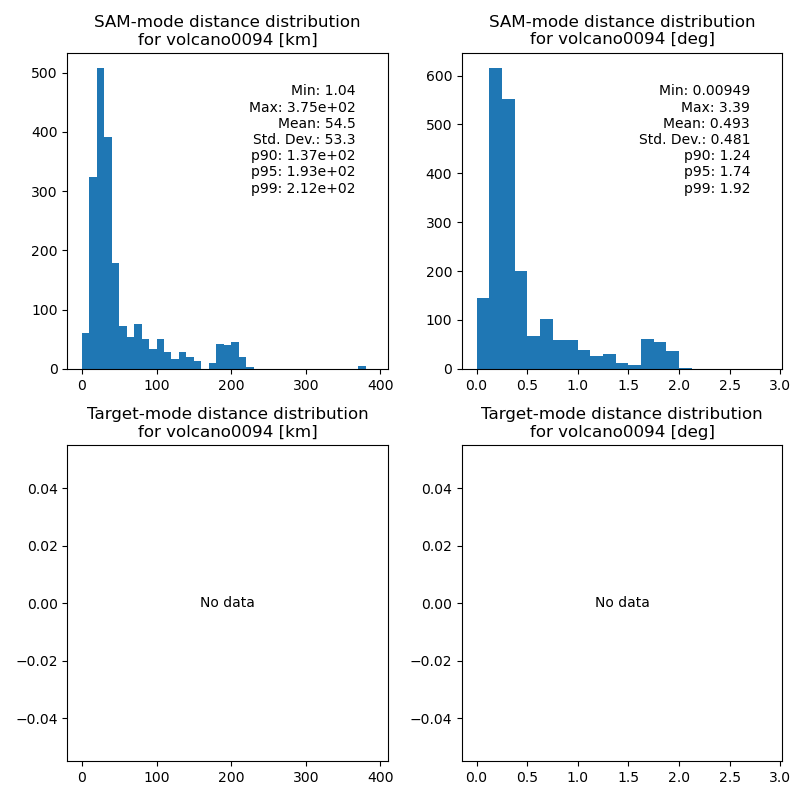 SAM-mode distance distribution
for volcano0094 [km]
500
400
300
200
100
0
Min: 1.04
Max: 3.75e+02
Mean: 54.5
Std. Dev.: 53.3
p90: 1.37e+02
p95: 1.93e+02
p99: 2.12e+02
0 100 200 300 400
SAM-mode distance distribution
for volcano0094 [deg]
600
500
400
300
200
100
0
Min: 0.00949
Max: 3.39
Mean: 0.493
Std. Dev.: 0.481
p90: 1.24
p95: 1.74
p99: 1.92
0.0 0.5 1.0 1.5 2.0 2.5 3.0
Target-mode distance distribution
for volcano0094 [km]
0.04
0.02
0.00
−0.02
−0.04
No data
0 100 200 300 400
Target-mode distance distribution
for volcano0094 [deg]
0.04
0.02
0.00
−0.02
−0.04
No data
0.0 0.5 1.0 1.5 2.0 2.5 3.0